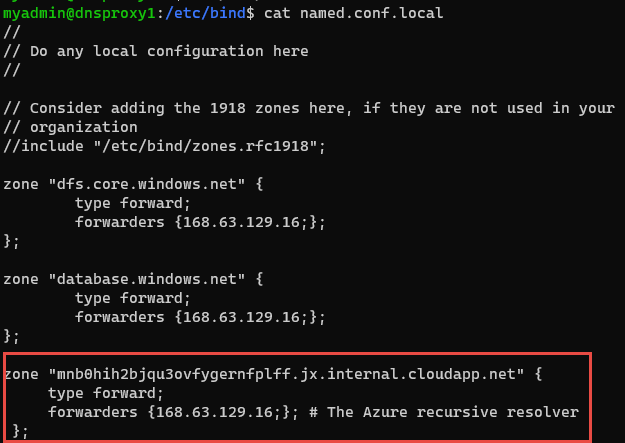 myadmin@dnsproxy1:/etc/bind$ cat named.conf.local
//
// Do any local configuration here
//
// Consider adding the 1918 zones here, if they are not used in your
// organization
//include "/etc/bind/zones.rfc1918";
zone "dfs.core.windows.net" {
        type forward;
        forwarders {168.63.129.16;};
};
zone "database.windows.net" {
        type forward;
        forwarders {168.63.129.16;};
};
zone "mnb0hih2bjqu3ovfygernfplff.jx.internal.cloudapp.net" {
     type forward;
     forwarders {168.63.129.16;}; # The Azure recursive resolver
 };